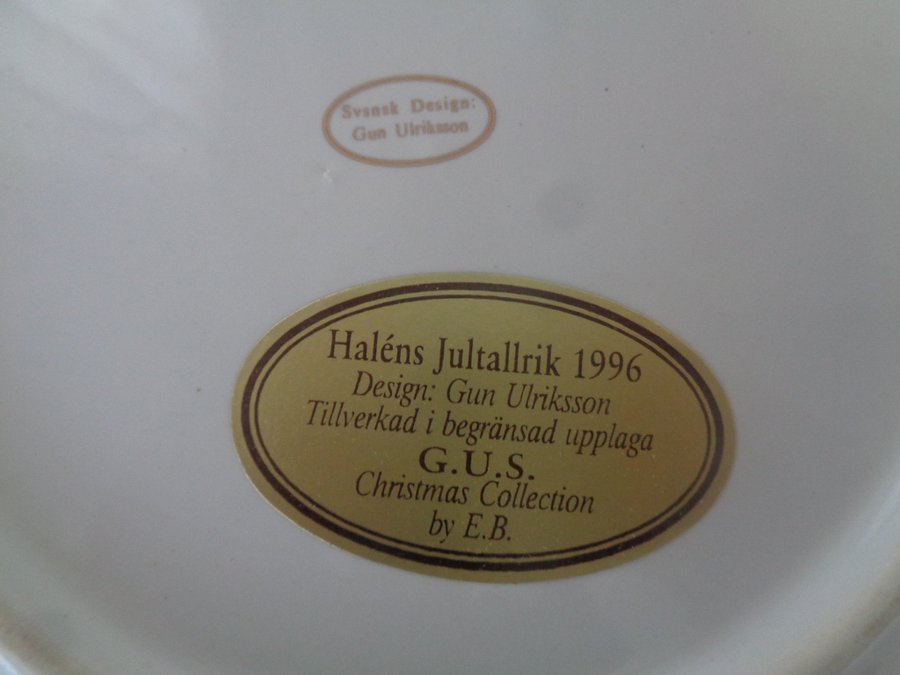 Svensk Design:
Gun Ulriksson
Haléns Jultallrik 1996
Design: Gun Ulriksson
Tillverkad i begränsad upplaga
G.U.S.
Christmas Collection
by E.B.